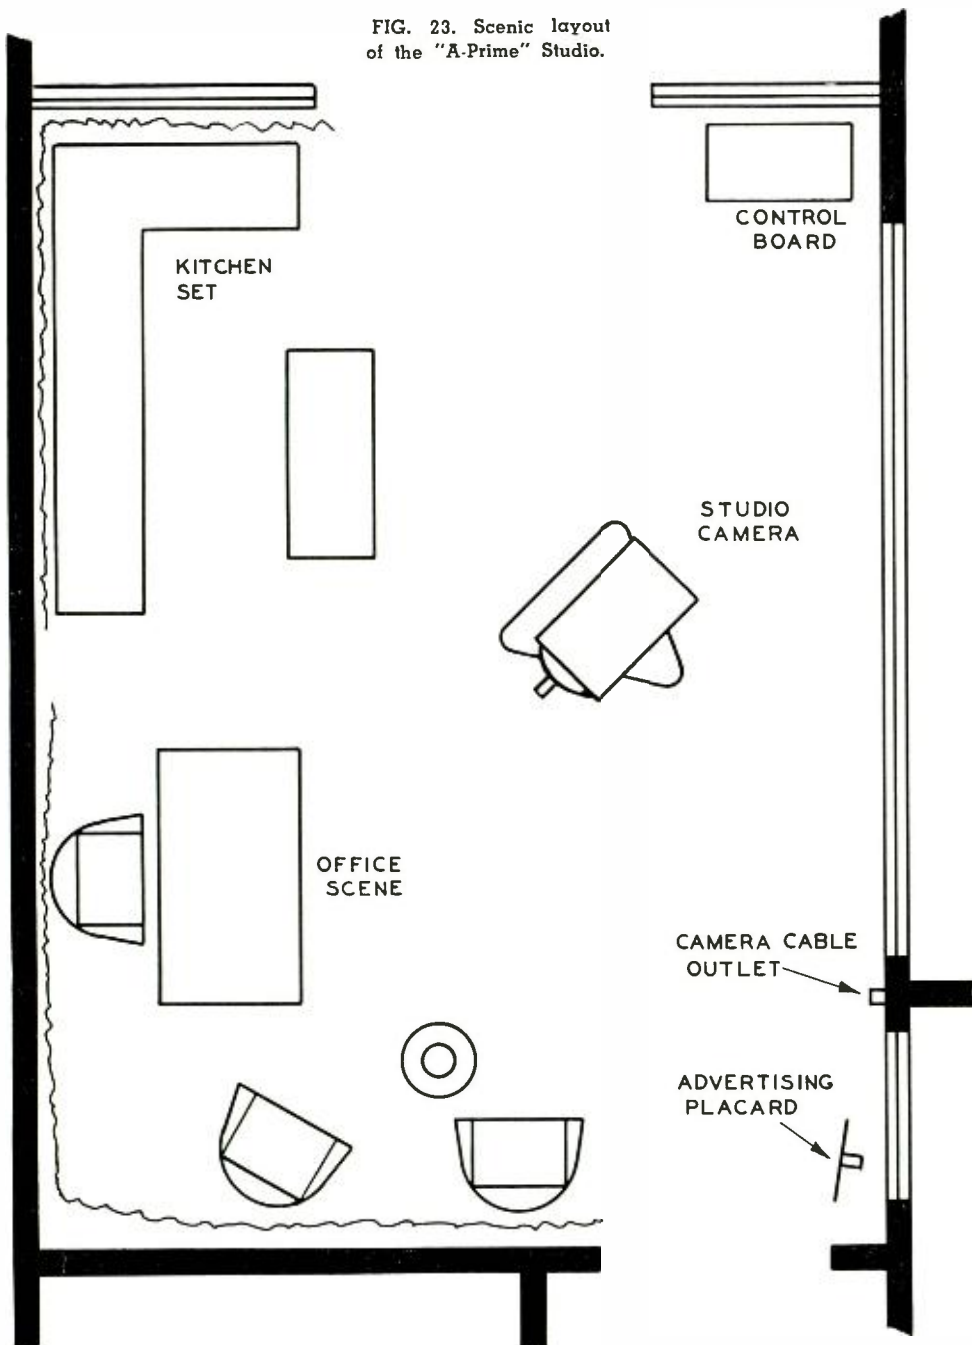 FIG. 23. Scenic layout
of the "A-Prime" Studio.
CONTROL
BOARD
KITCHEN
SET
STUDIO
CAMERA
OFFICE
SCENE
CAMERA CABLE
OUTLET
ADVERTISING
PLACARD